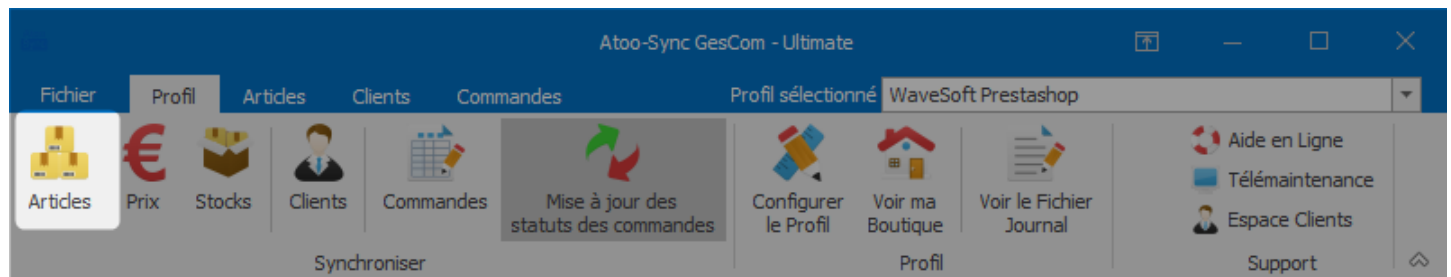 Atoo-Sync GesCom - Ultimate
Fichier Profil Articles Clients Commandes Profil sélectionné WaveSoft Prestashop
Articles Prix Stocks Clients Commandes Mise à jour des statuts des commandes Configurer le Profil Voir ma Boutique Voir le Fichier Journal
Aide en Ligne
Télémaintenance
Espace Clients
Synchroniser Profil Support